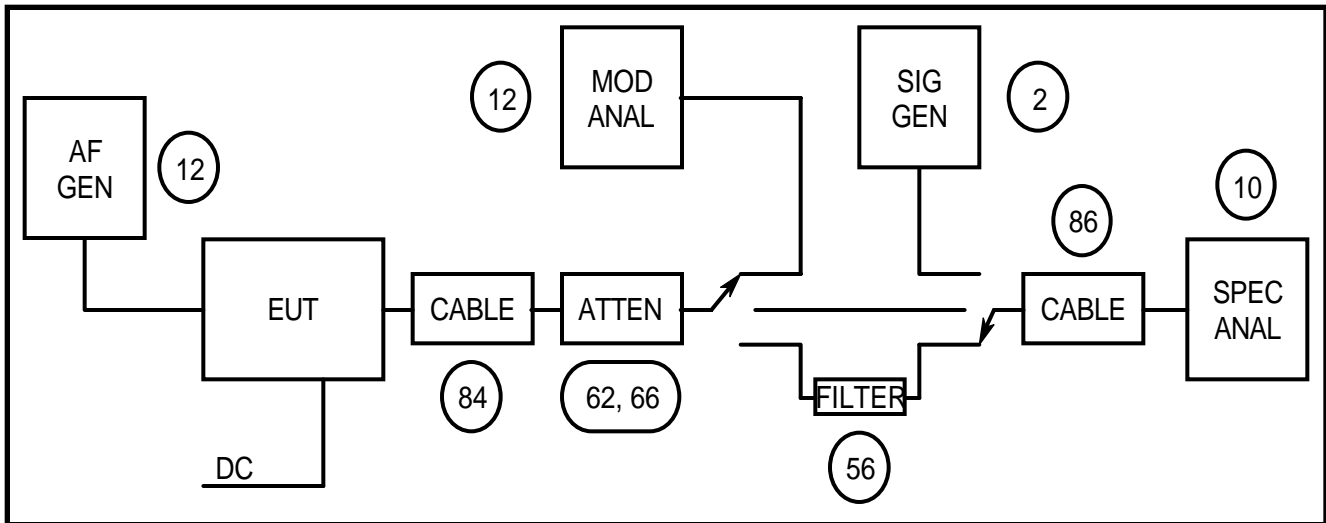 AF
GEN
12
EUT
DC
CABLE
84
ATTEN
62, 66
12
MOD
ANAL
SIG
GEN
2
FILTER
56
CABLE
86
10
SPEC
ANAL